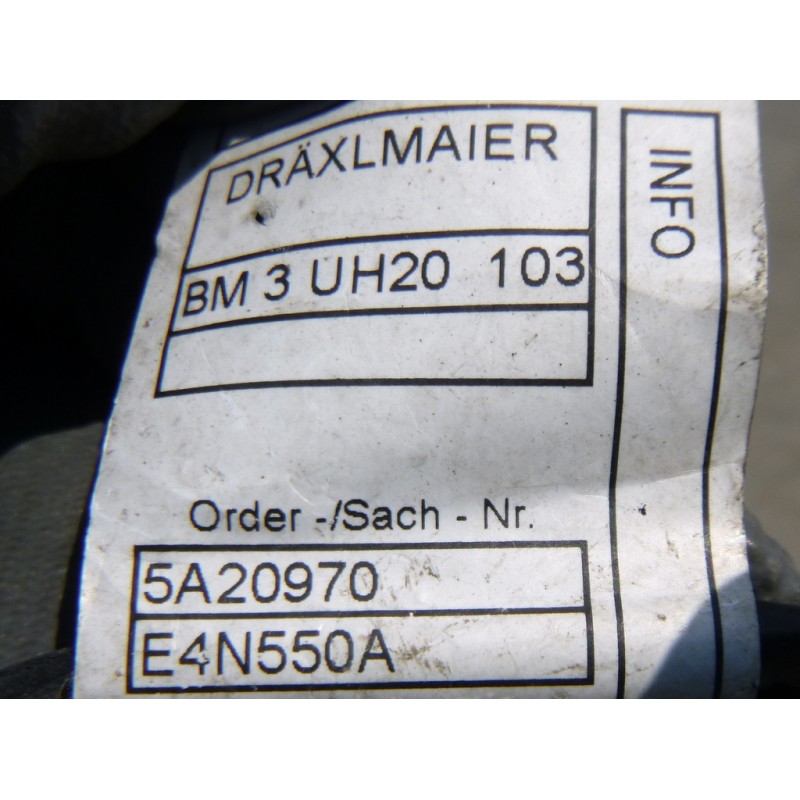 DRÄXLMAIER
BM 3 UH20 103
INFO
Order -/Sach - Nr.
5A20970
E4N550A